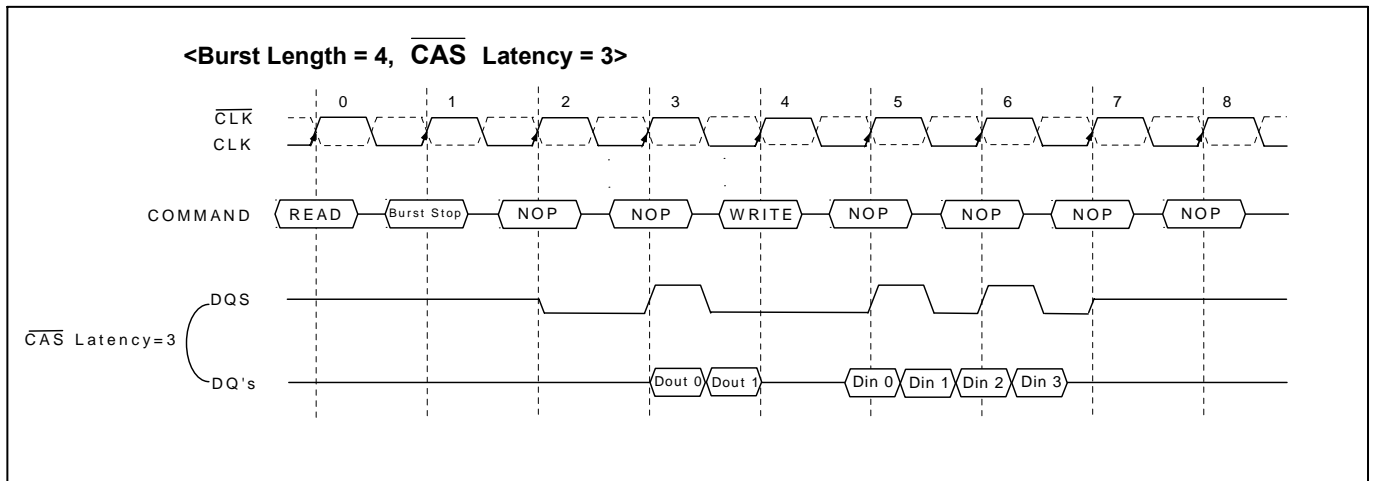 <Burst Length = 4, CAS Latency = 3>
0 1 2 3 4 5 6 7 8
CLK
CLK
COMMAND READ Burst Stop NOP NOP WRITE NOP NOP NOP NOP
DQS
CAS Latency=3
DQ's Dout 0 Dout 1 Din 0 Din 1 Din 2 Din 3